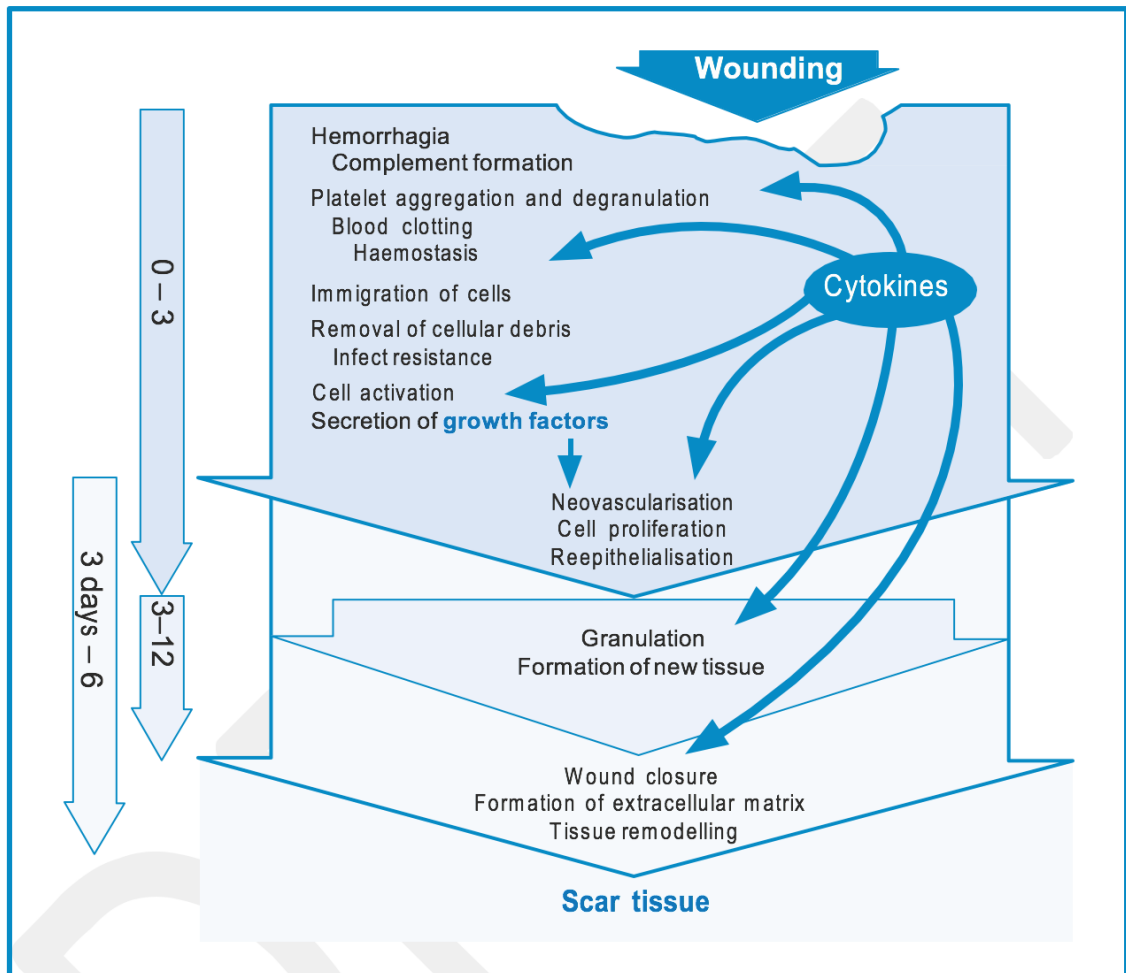 Wounding
Hemorrhagia
Complement formation
Platelet aggregation and degranulation
Blood clotting
Haemostasis
Cytokines
Immigration of cells
Removal of cellular debris
Infect resistance
Cell activation
Secretion of growth factors
Neovascularisation
Cell proliferation
Reepithelialisation
Granulation
Formation of new tissue
Wound closure
Formation of extracellular matrix
Tissue remodelling
Scar tissue
0 – 3
3–12
3 days – 6